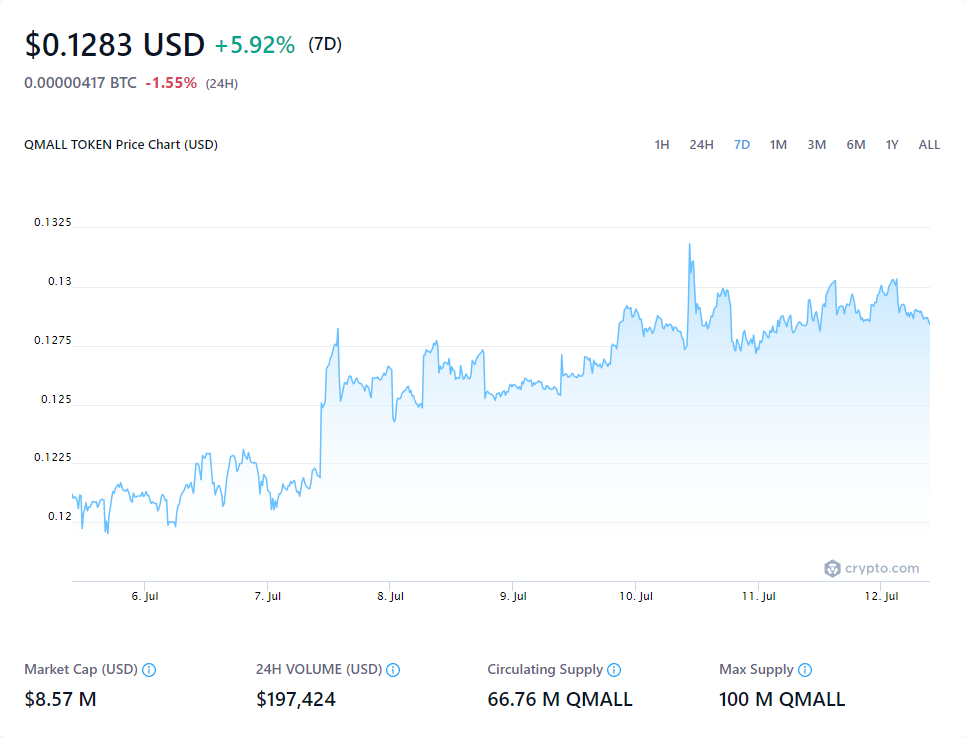 $0.1283 USD +5.92% (7D)
0.00000417 BTC -1.55% (24H)
QMALL TOKEN Price Chart (USD) 1H 24H 7D 1M 3M 6M 1Y ALL
0.1325
0.13
0.1275
0.125
0.1225
0.12
crypto.com
6. Jul 7. Jul 8. Jul 9. Jul 10. Jul 11. Jul 12. Jul
Market Cap (USD) 24H VOLUME (USD) Circulating Supply Max Supply
$8.57 M $197,424 66.76 M QMALL 100 M QMALL